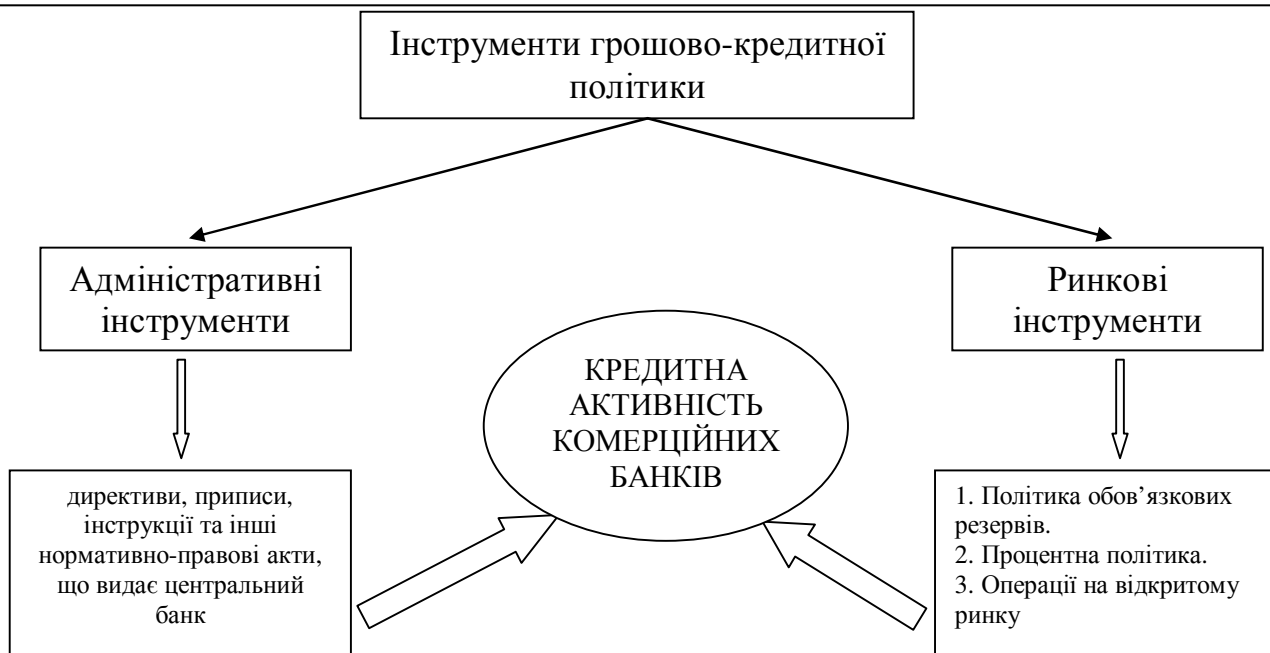 Інструменти грошово-кредитної
політики
Адміністративні
інструменти
Ринкові
інструменти
КРЕДИТНА
АКТИВНІСТЬ
КОМЕРЦІЙНИХ
БАНКІВ
директиви, приписи,
інструкції та інші
нормативно-правові акти,
що видає центральний
банк
1. Політика обов’язкових
резервів.
2. Процентна політика.
3. Операції на відкритому
ринку